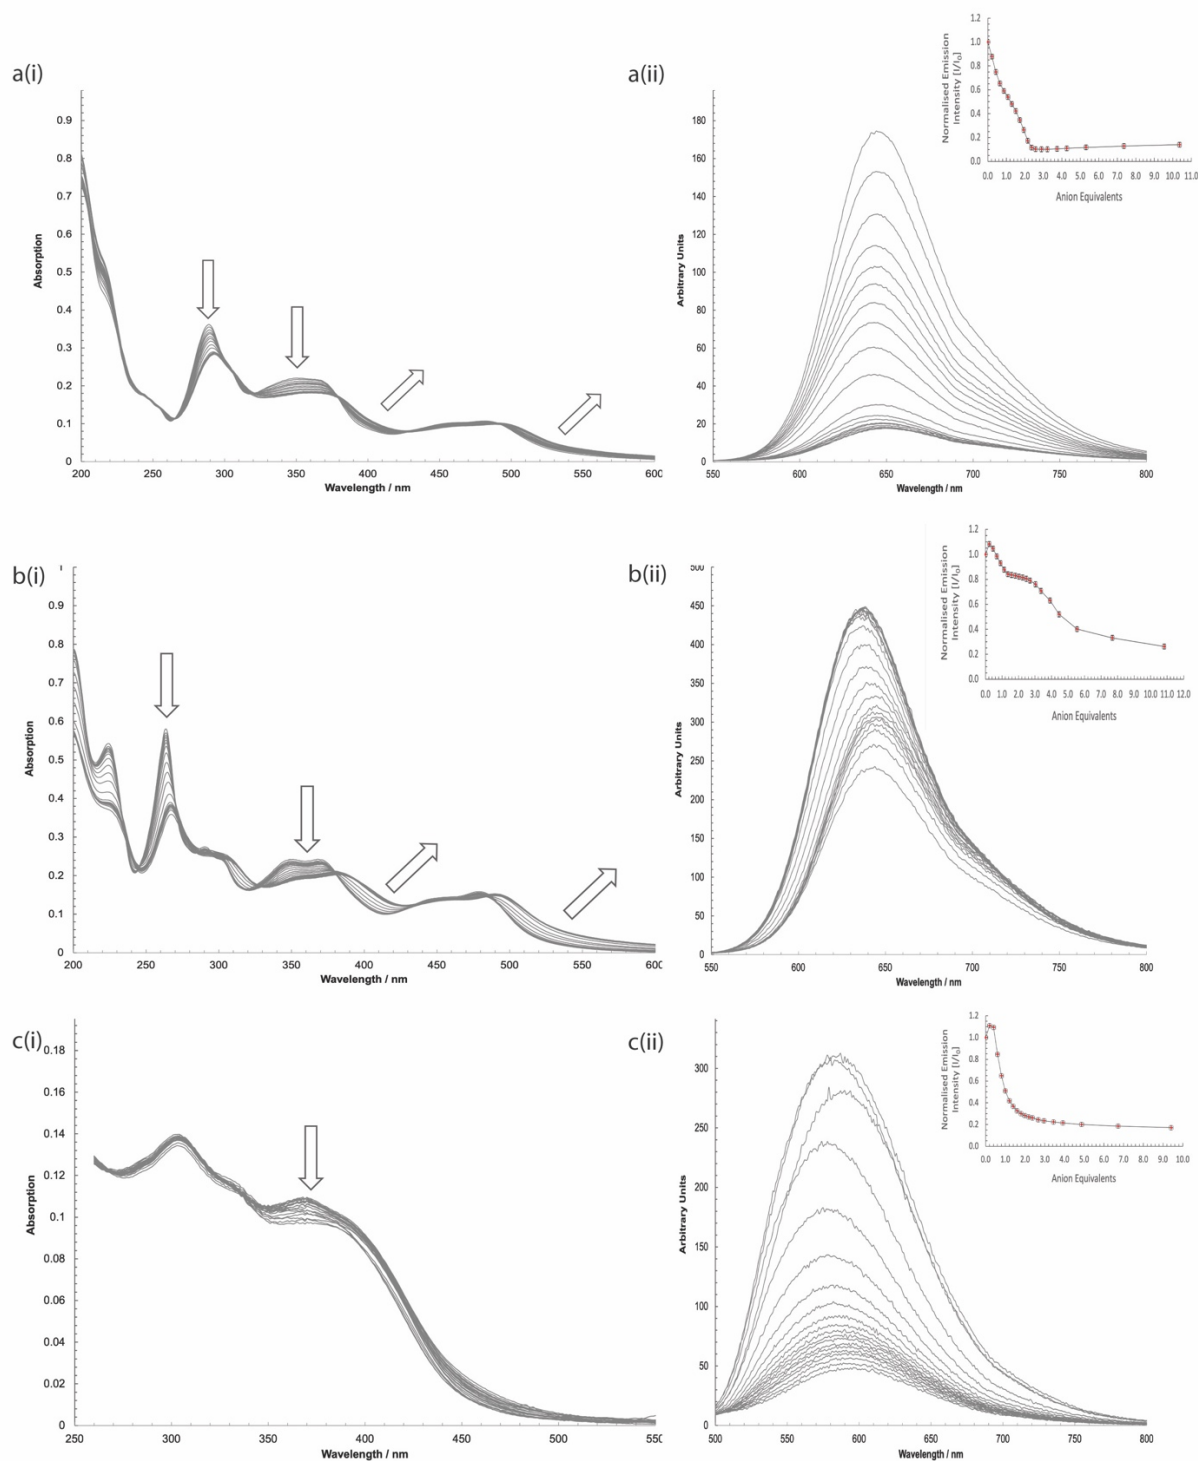 a(i)
0.9
0.8
0.7
0.6
0.5
0.4
0.3
0.2
0.1
0
Absorption
200 250 300 350 400 450 500 550 600
Wavelength / nm
a(ii)
180
160
140
120
100
80
60
40
20
0
Arbitrary Units
550 600 650 700 750 800
Wavelength / nm
Normalised Emission
Intensity [I/I₀]
1.2
1.0
0.8
0.6
0.4
0.2
0.0
0.0 1.0 2.0 3.0 4.0 5.0 6.0 7.0 8.0 9.0 10.0 11.0
Anion Equivalents
b(i)
1
0.9
0.8
0.7
0.6
0.5
0.4
0.3
0.2
0.1
0
Absorption
200 250 300 350 400 450 500 550 600
Wavelength / nm
b(ii)
500
450
400
350
300
250
200
150
100
50
0
Arbitrary Units
550 600 650 700 750 800
Wavelength / nm
Normalised Emission
Intensity [I/I₀]
1.2
1.0
0.8
0.6
0.4
0.2
0.0
0.0 1.0 2.0 3.0 4.0 5.0 6.0 7.0 8.0 9.0 10.0 11.0 12.0
Anion Equivalents
c(i)
0.18
0.16
0.14
0.12
0.1
0.08
0.06
0.04
0.02
0
Absorption
250 300 350 400 450 500 550
Wavelength / nm
c(ii)
300
250
200
150
100
50
0
Arbitrary Units
500 550 600 650 700 750 800
Wavelength / nm
Normalised Emission
Intensity [I/I₀]
1.2
1.0
0.8
0.6
0.4
0.2
0.0
0.0 1.0 2.0 3.0 4.0 5.0 6.0 7.0 8.0 9.0 10.0
Anion Equivalents